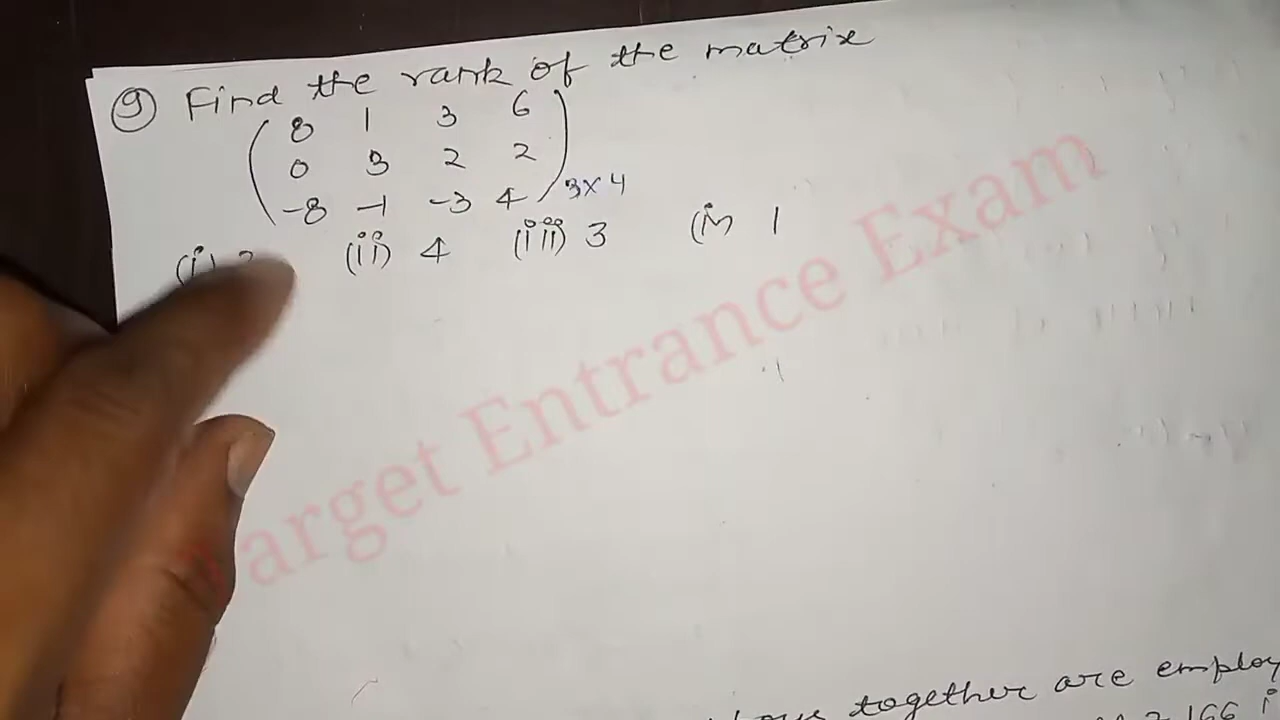 9 Find the rank of the matrix
8 1 3 6
0 3 2 2
-8 -1 -3 4 3x4
(i) (ii) 4 (iii) 3 (iv) 1
Target Entrance Exam
together are employ